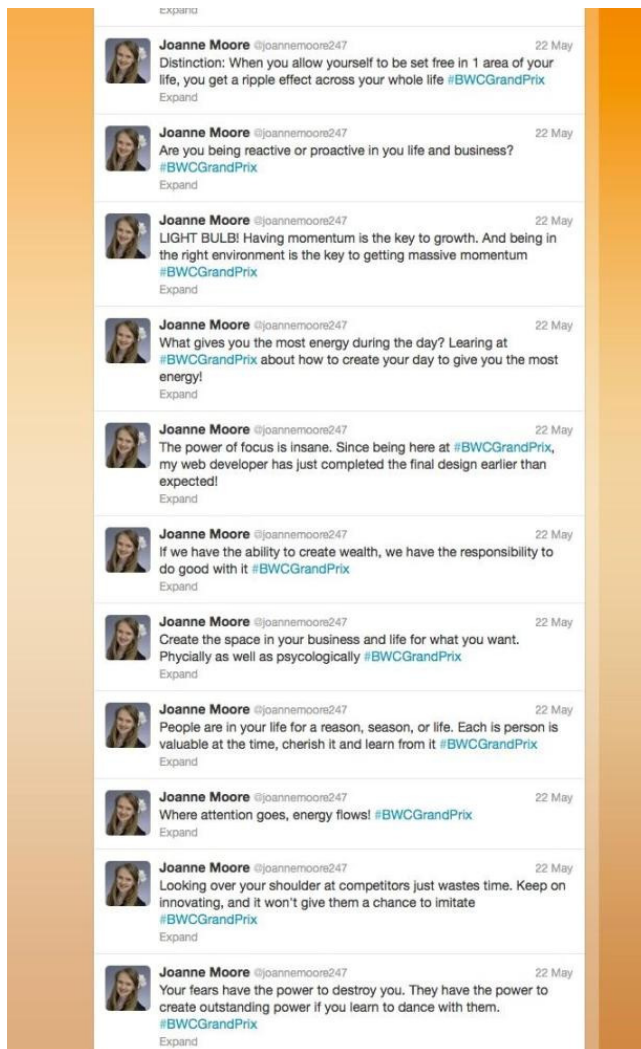 Expand
Joanne Moore @joannemoore247 22 May
Distinction: When you allow yourself to be set free in 1 area of your
life, you get a ripple effect across your whole life #BWCGrandPrix
Expand
Joanne Moore @joannemoore247 22 May
Are you being reactive or proactive in you life and business?
#BWCGrandPrix
Expand
Joanne Moore @joannemoore247 22 May
LIGHT BULB! Having momentum is the key to growth. And being in
the right environment is the key to getting massive momentum
#BWCGrandPrix
Expand
Joanne Moore @joannemoore247 22 May
What gives you the most energy during the day? Learing at
#BWCGrandPrix about how to create your day to give you the most
energy!
Expand
Joanne Moore @joannemoore247 22 May
The power of focus is insane. Since being here at #BWCGrandPrix,
my web developer has just completed the final design earlier than
expected!
Expand
Joanne Moore @joannemoore247 22 May
If we have the ability to create wealth, we have the responsibility to
do good with it #BWCGrandPrix
Expand
Joanne Moore @joannemoore247 22 May
Create the space in your business and life for what you want.
Phycially as well as psycologically #BWCGrandPrix
Expand
Joanne Moore @joannemoore247 22 May
People are in your life for a reason, season, or life. Each is person is
valuable at the time, cherish it and learn from it #BWCGrandPrix
Expand
Joanne Moore @joannemoore247 22 May
Where attention goes, energy flows! #BWCGrandPrix
Expand
Joanne Moore @joannemoore247 22 May
Looking over your shoulder at competitors just wastes time. Keep on
innovating, and it won't give them a chance to imitate
#BWCGrandPrix
Expand
Joanne Moore @joannemoore247 22 May
Your fears have the power to destroy you. They have the power to
create outstanding power if you learn to dance with them.
#BWCGrandPrix
Expand